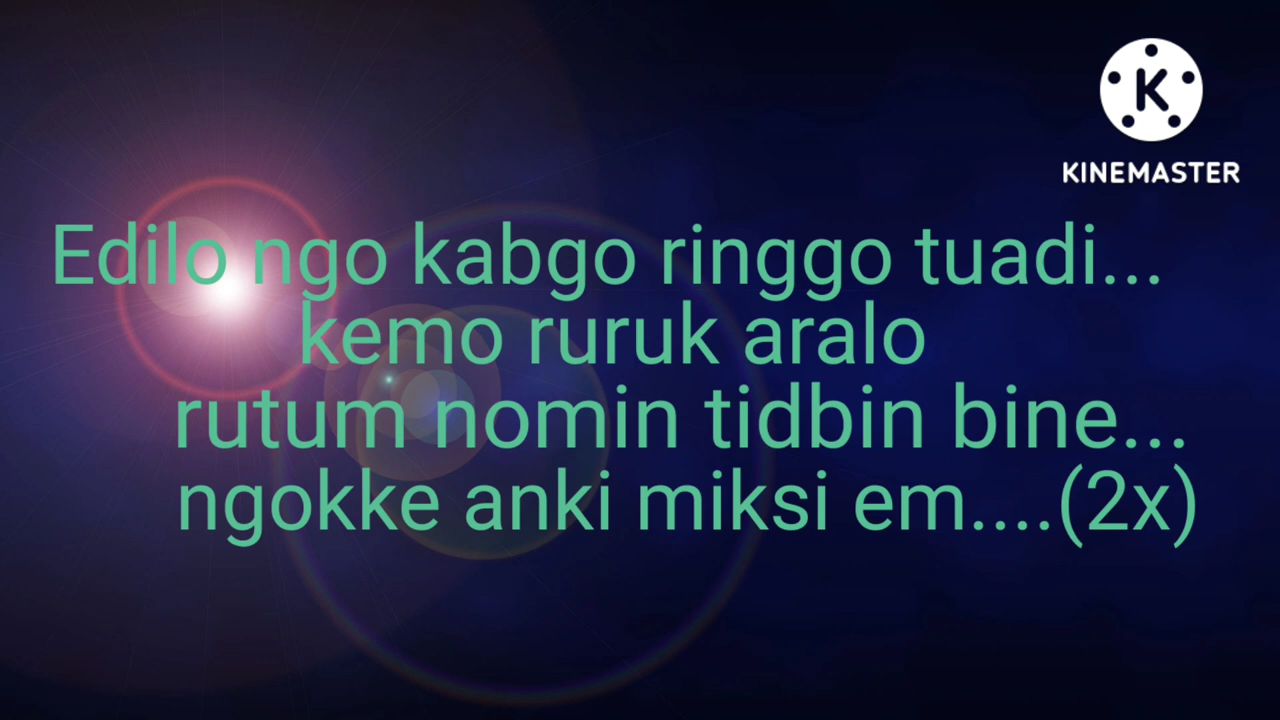 K
KINEMASTER
Edilo ngo kabgo ringgo tuadi...
kemo ruruk aralo
rutum nomin tidbin bine...
ngokke anki miksi em....(2x)